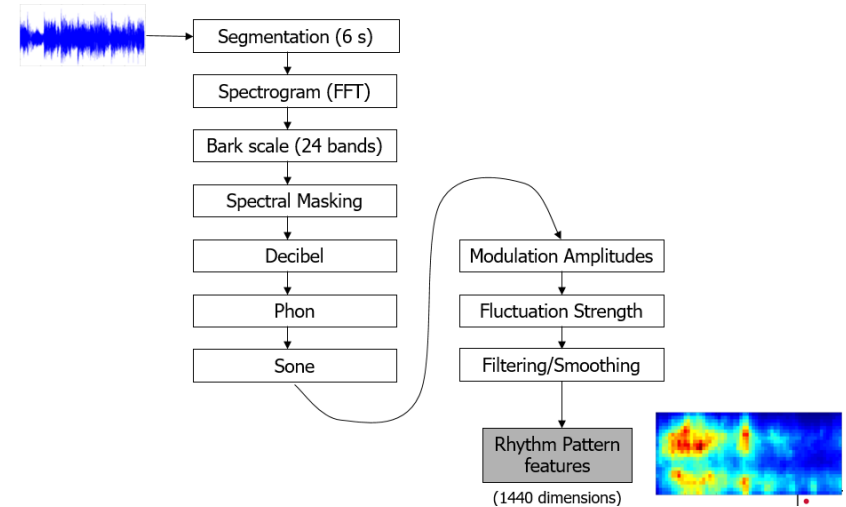 Segmentation (6 s)
Spectrogram (FFT)
Bark scale (24 bands)
Spectral Masking
Decibel
Phon
Sone
Modulation Amplitudes
Fluctuation Strength
Filtering/Smoothing
Rhythm Pattern
features
(1440 dimensions)